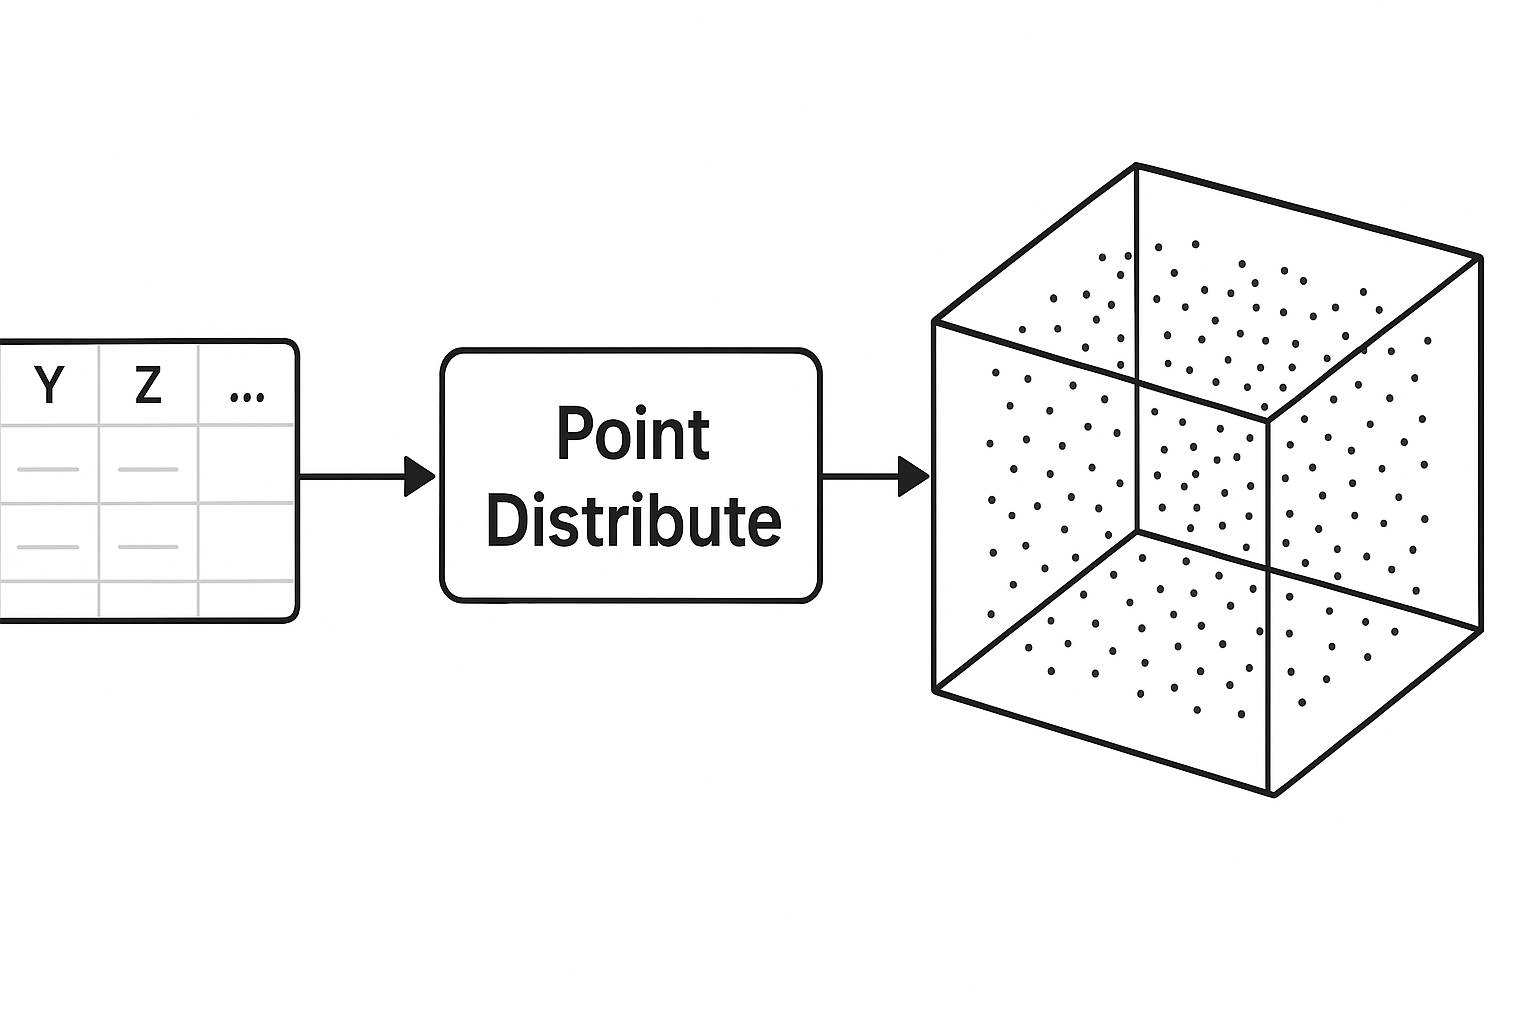 Y Z ...
Point
Distribute